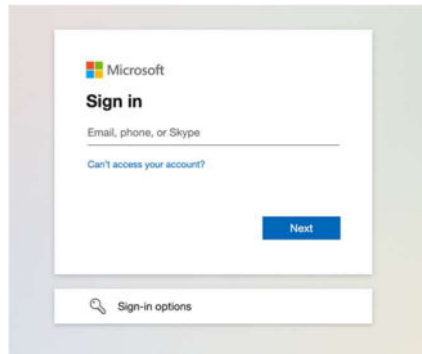 Microsoft
Sign in
Email, phone, or Skype
Can't access your account?
Next
Sign-in options